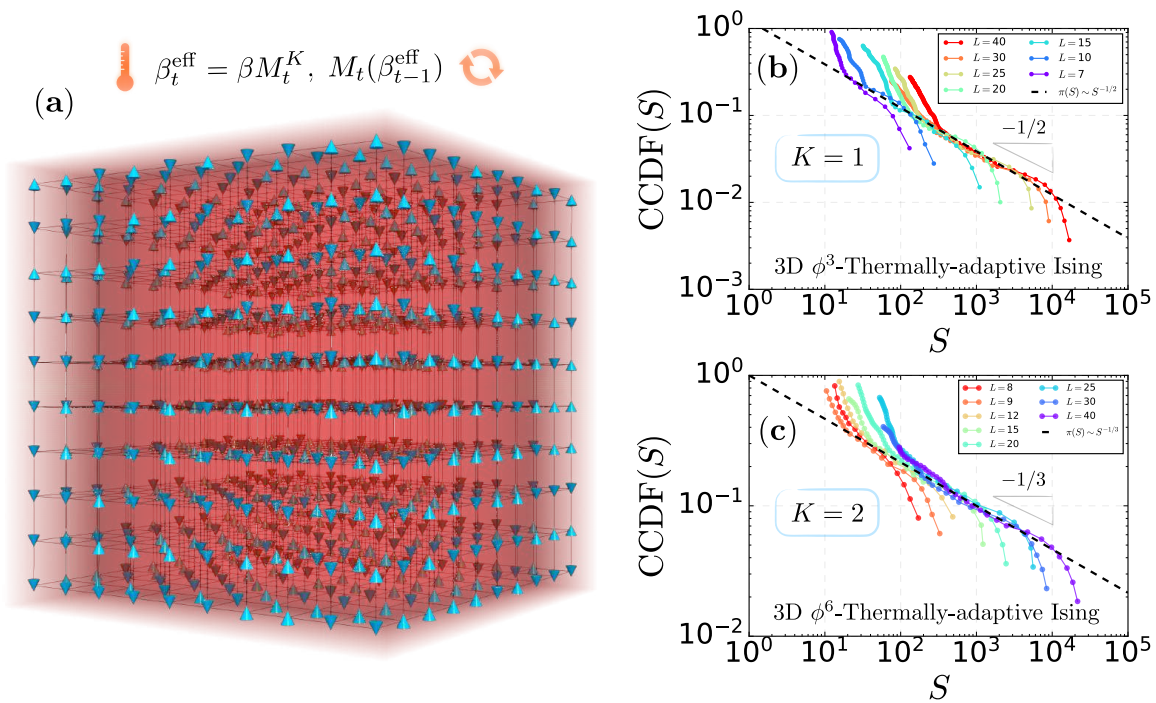 β_t^eff = βM_t^K, M_t(β_{t−1}^eff)
(a)
(b)
CCDF(S)
10^0
10^−1
10^−2
10^−3
L = 40
L = 30
L = 25
L = 20
L = 15
L = 10
L = 7
π(S) ~ S^−1/2
−1/2
K = 1
3D ϕ^3-Thermally-adaptive Ising
10^0 10^1 10^2 10^3 10^4 10^5
S
(c)
CCDF(S)
10^0
10^−1
10^−2
L = 8
L = 9
L = 12
L = 15
L = 20
L = 25
L = 30
L = 40
π(S) ~ S^−1/3
−1/3
K = 2
3D ϕ^6-Thermally-adaptive Ising
10^0 10^1 10^2 10^3 10^4 10^5
S